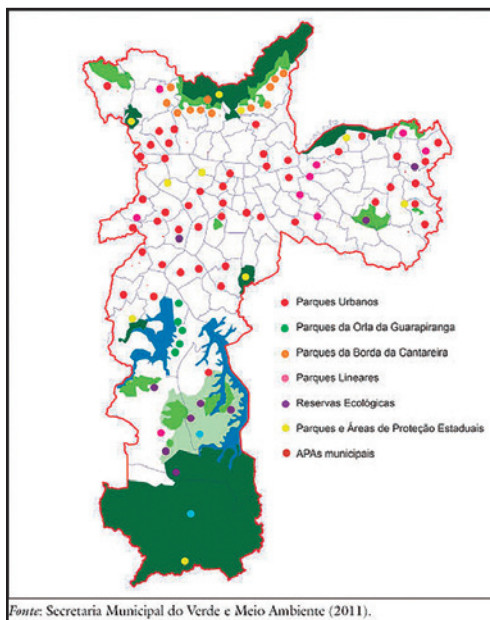 Parques Urbanos
Parques da Orla da Guarapiranga
Parques da Borda da Cantareira
Parques Lineares
Reservas Ecológicas
Parques e Áreas de Proteção Estaduais
APAs municipais
Fonte: Secretaria Municipal do Verde e Meio Ambiente (2011).